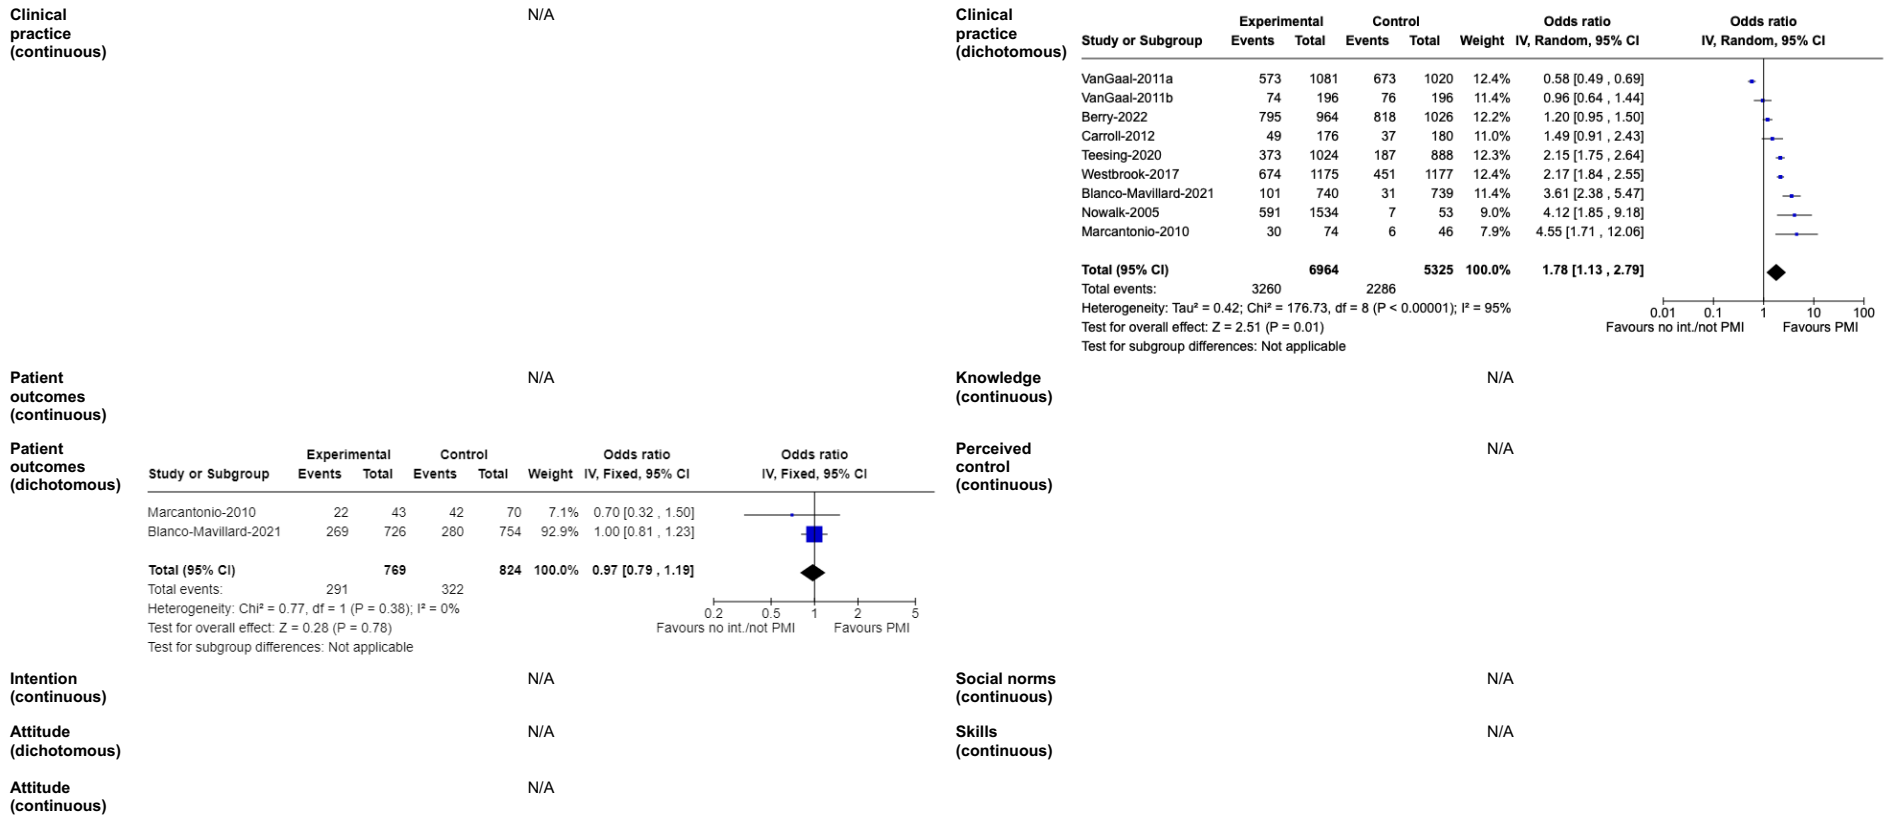 Clinical
practice
(continuous)
N/A
Clinical
practice
(dichotomous)
Experimental Control Odds ratio Odds ratio
Study or Subgroup Events Total Events Total Weight IV, Random, 95% CI IV, Random, 95% CI
VanGaal-2011a 573 1081 673 1020 12.4% 0.58 [0.49 , 0.69]
VanGaal-2011b 74 196 76 196 11.4% 0.96 [0.64 , 1.44]
Berry-2022 795 964 818 1026 12.2% 1.20 [0.95 , 1.50]
Carroll-2012 49 176 37 180 11.0% 1.49 [0.91 , 2.43]
Teesing-2020 373 1024 187 888 12.3% 2.15 [1.75 , 2.64]
Westbrook-2017 674 1175 451 1177 12.4% 2.17 [1.84 , 2.55]
Blanco-Mavillard-2021 101 740 31 739 11.4% 3.61 [2.38 , 5.47]
Nowalk-2005 591 1534 7 53 9.0% 4.12 [1.85 , 9.18]
Marcantonio-2010 30 74 6 46 7.9% 4.55 [1.71 , 12.06]
Total (95% CI) 6964 5325 100.0% 1.78 [1.13 , 2.79]
Total events: 3260 2286
Heterogeneity: Tau² = 0.42; Chi² = 176.73, df = 8 (P < 0.00001); I² = 95%
Test for overall effect: Z = 2.51 (P = 0.01)
Test for subgroup differences: Not applicable
0.01 0.1 1 10 100
Favours no int./not PMI Favours PMI
Patient
outcomes
(continuous)
N/A
Knowledge
(continuous)
N/A
Patient
outcomes
(dichotomous)
Experimental Control Odds ratio Odds ratio
Study or Subgroup Events Total Events Total Weight IV, Fixed, 95% CI IV, Fixed, 95% CI
Marcantonio-2010 22 43 42 70 7.1% 0.70 [0.32 , 1.50]
Blanco-Mavillard-2021 269 726 280 754 92.9% 1.00 [0.81 , 1.23]
Total (95% CI) 769 824 100.0% 0.97 [0.79 , 1.19]
Total events: 291 322
Heterogeneity: Chi² = 0.77, df = 1 (P = 0.38); I² = 0%
Test for overall effect: Z = 0.28 (P = 0.78)
Test for subgroup differences: Not applicable
0.2 0.5 1 2 5
Favours no int./not PMI Favours PMI
Perceived
control
(continuous)
N/A
Intention
(continuous)
N/A
Social norms
(continuous)
N/A
Attitude
(dichotomous)
N/A
Skills
(continuous)
N/A
Attitude
(continuous)
N/A